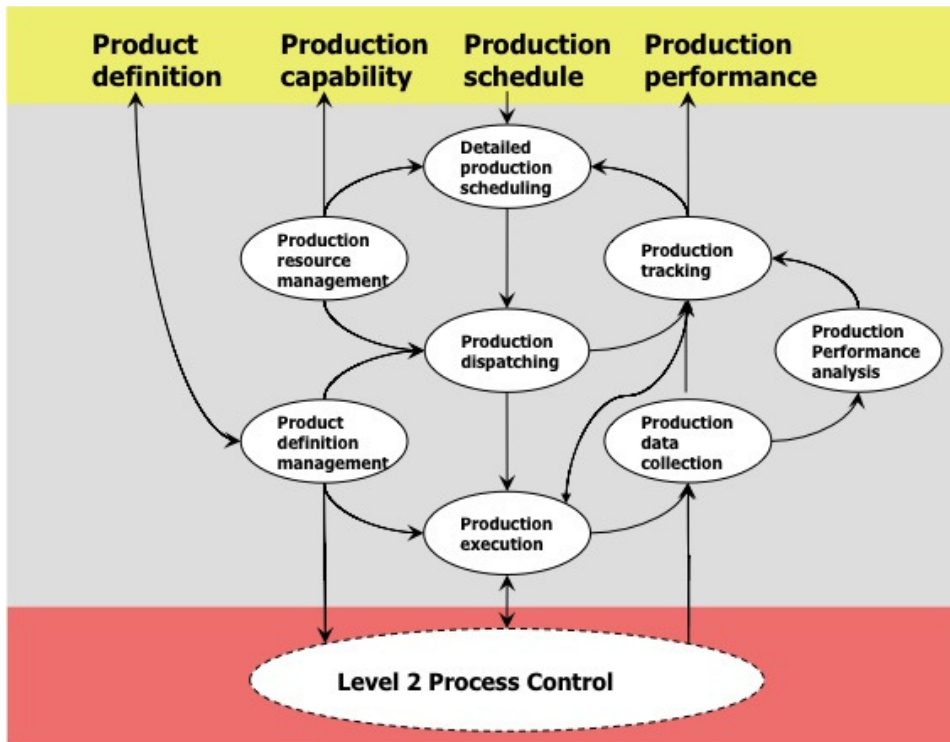 Product
definition
Production
capability
Production
schedule
Production
performance
Detailed
production
scheduling
Production
resource
management
Production
tracking
Production
dispatching
Production
Performance
analysis
Product
definition
management
Production
data
collection
Production
execution
Level 2 Process Control